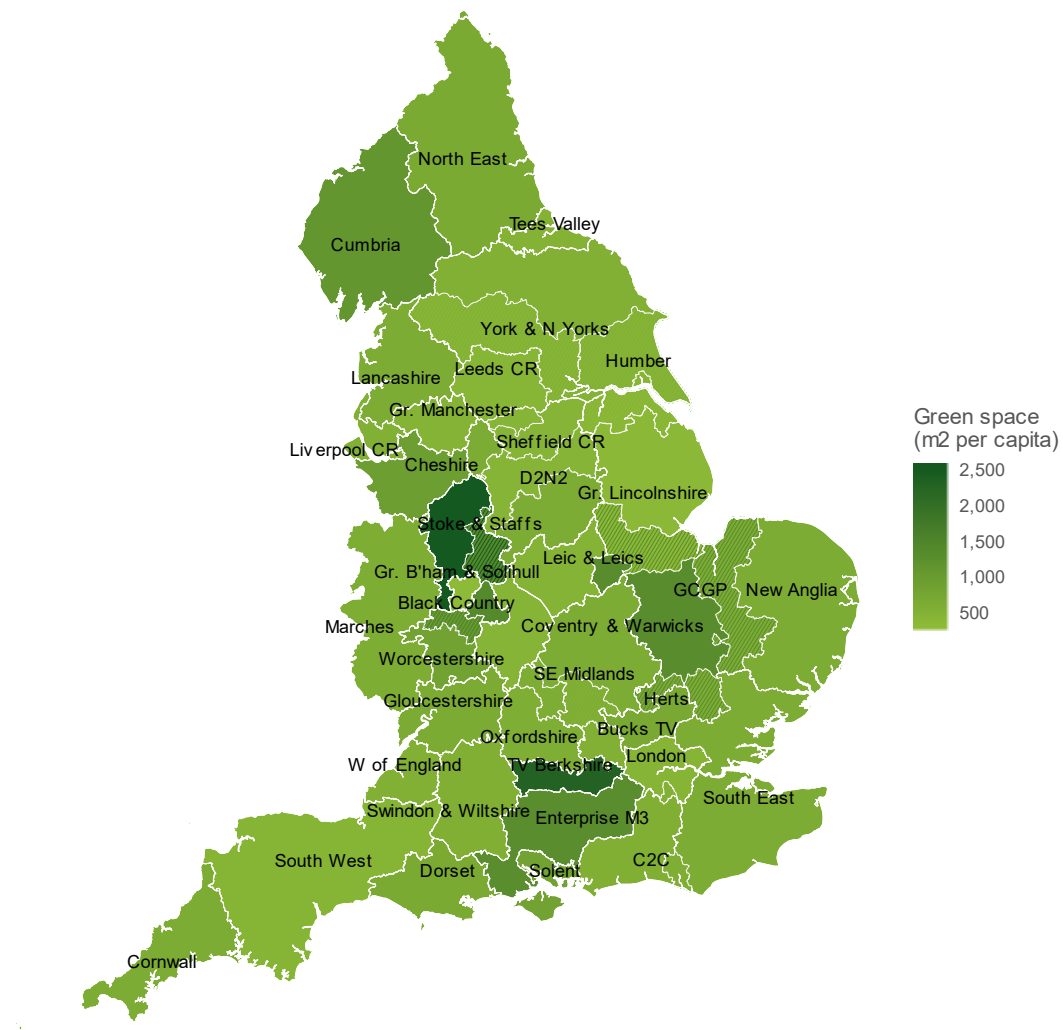 North East
Tees Valley
Cumbria
York & N Yorks
Humber
Leeds CR
Lancashire
Gr. Manchester
Green space
(m2 per capita)
Sheffield CR
Liverpool CR
Cheshire
2,500
D2N2
Gr. Lincolnshire
2,000
Stoke & Staffs
1,500
Leic & Leics
Gr. B'ham & Solihull
1,000
GCGP
New Anglia
Black Country
500
Marches
Coventry & Warwicks
Worcestershire
SE Midlands
Gloucestershire
Herts
Bucks TV
Oxfordshire
London
W of England
TV Berkshire
South East
Swindon & Wiltshire
Enterprise M3
South West
C2C
Dorset
Solent
Cornwall